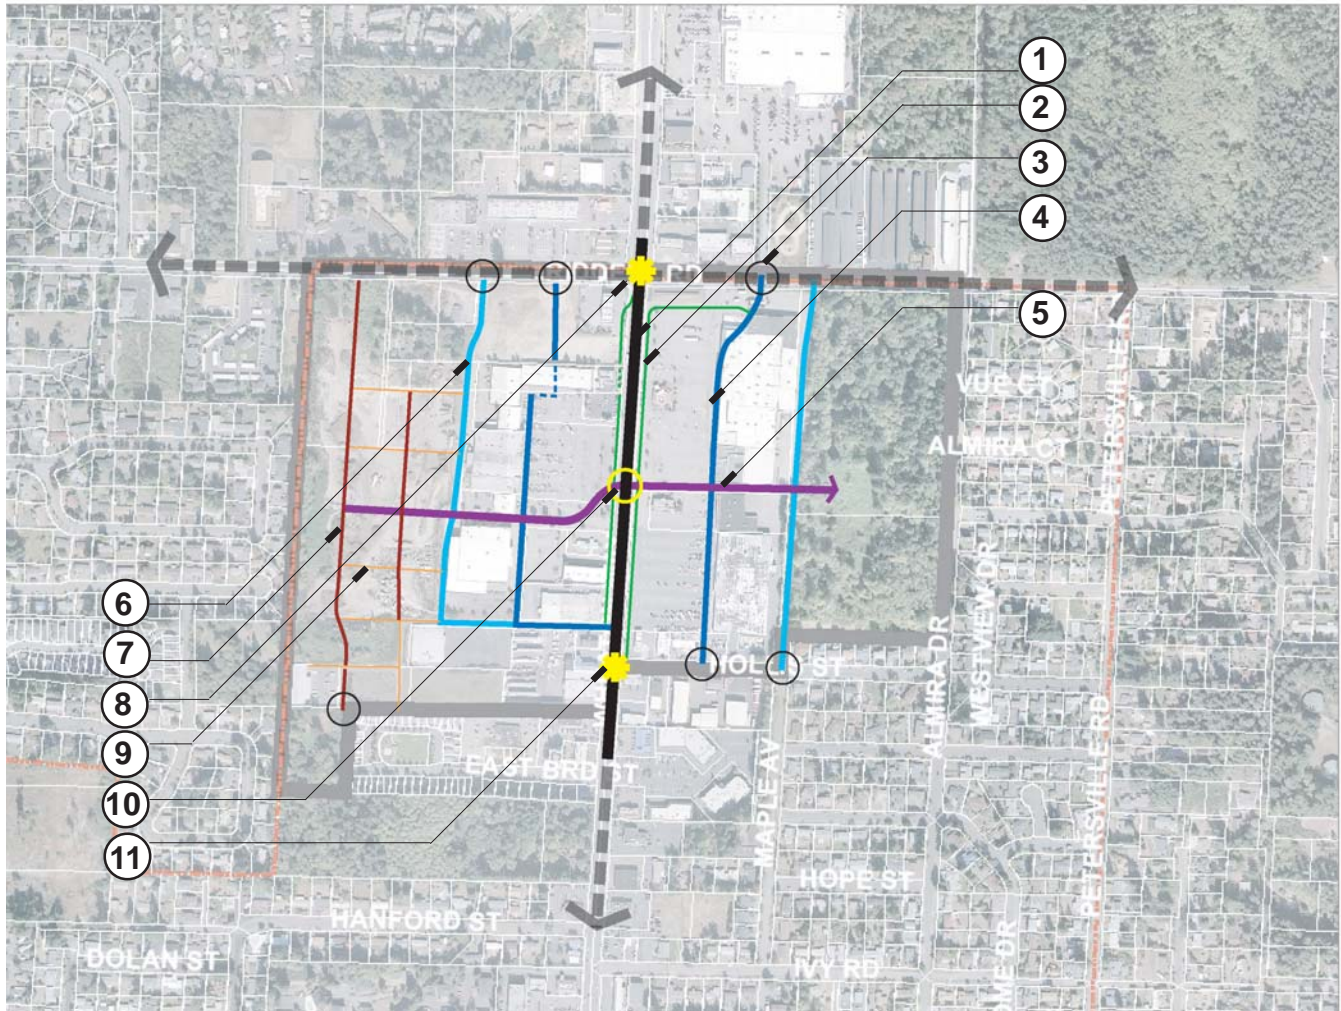 1
2
3
4
5
6
7
8
9
10
11
VUE CT
ALMIRA CT
PETERSVILLE
WESTVIEW DR
ALMIRA DR
PETERSVILLE RD
EAST BRD ST
MAPLE AV
HOPE ST
HANFORD ST
DOLAN ST
IVY RD